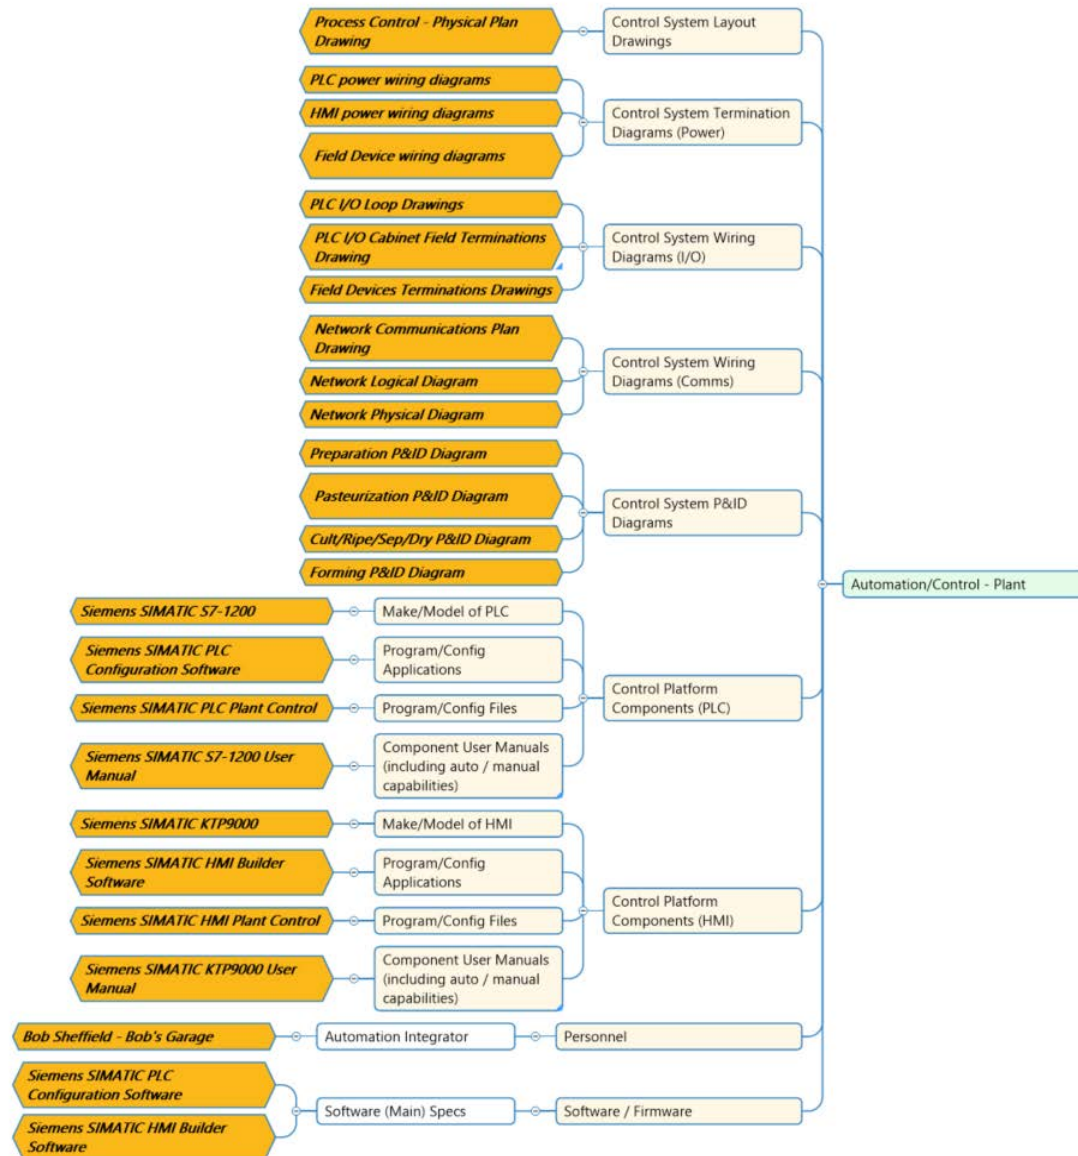 Process Control - Physical Plan
Drawing
Control System Layout
Drawings
PLC power wiring diagrams
HMI power wiring diagrams
Field Device wiring diagrams
Control System Termination
Diagrams (Power)
PLC I/O Loop Drawings
PLC I/O Cabinet Field Terminations
Drawing
Field Devices Terminations Drawings
Control System Wiring
Diagrams (I/O)
Network Communications Plan
Drawing
Network Logical Diagram
Network Physical Diagram
Control System Wiring
Diagrams (Comms)
Preparation P&ID Diagram
Pasteurization P&ID Diagram
Cult/Ripe/Sep/Dry P&ID Diagram
Forming P&ID Diagram
Control System P&ID
Diagrams
Automation/Control - Plant
Siemens SIMATIC S7-1200
Make/Model of PLC
Siemens SIMATIC PLC
Configuration Software
Program/Config
Applications
Siemens SIMATIC PLC Plant Control
Program/Config Files
Siemens SIMATIC S7-1200 User
Manual
Component User Manuals
(including auto / manual
capabilities)
Control Platform
Components (PLC)
Siemens SIMATIC KTP9000
Make/Model of HMI
Siemens SIMATIC HMI Builder
Software
Program/Config
Applications
Siemens SIMATIC HMI Plant Control
Program/Config Files
Siemens SIMATIC KTP9000 User
Manual
Component User Manuals
(including auto / manual
capabilities)
Control Platform
Components (HMI)
Bob Sheffield - Bob's Garage
Automation Integrator
Personnel
Siemens SIMATIC PLC
Configuration Software
Siemens SIMATIC HMI Builder
Software
Software (Main) Specs
Software / Firmware